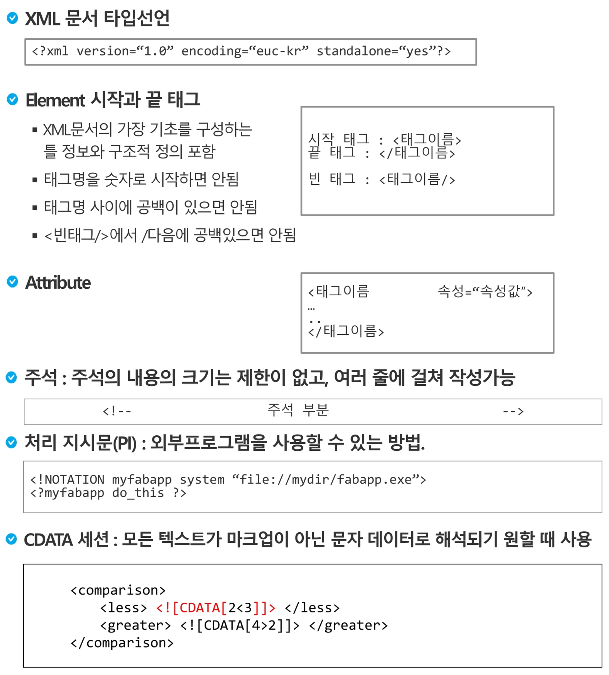 XML 문서 타입선언
<?xml version=“1.0” encoding=“euc-kr” standalone=“yes”?>
Element 시작과 끝 태그
▪ XML문서의 가장 기초를 구성하는
틀 정보와 구조적 정의 포함
▪ 태그명을 숫자로 시작하면 안됨
▪ 태그명 사이에 공백이 있으면 안됨
▪ <빈태그/>에서 /다음에 공백있으면 안됨
시작 태그 : <태그이름>
끝 태그 : </태그이름>
빈 태그 : <태그이름/>
Attribute
<태그이름 속성=“속성값”>
…
..
</태그이름>
주석 : 주석의 내용의 크기는 제한이 없고, 여러 줄에 걸쳐 작성가능
<!-- 주석 부분 -->
처리 지시문(PI) : 외부프로그램을 사용할 수 있는 방법.
<!NOTATION myfabapp system “file://mydir/fabapp.exe”>
<?myfabapp do_this ?>
CDATA 세션 : 모든 텍스트가 마크업이 아닌 문자 데이터로 해석되기 원할 때 사용
<comparison>
<less> <![CDATA[2<3]]> </less>
<greater> <![CDATA[4>2]]> </greater>
</comparison>